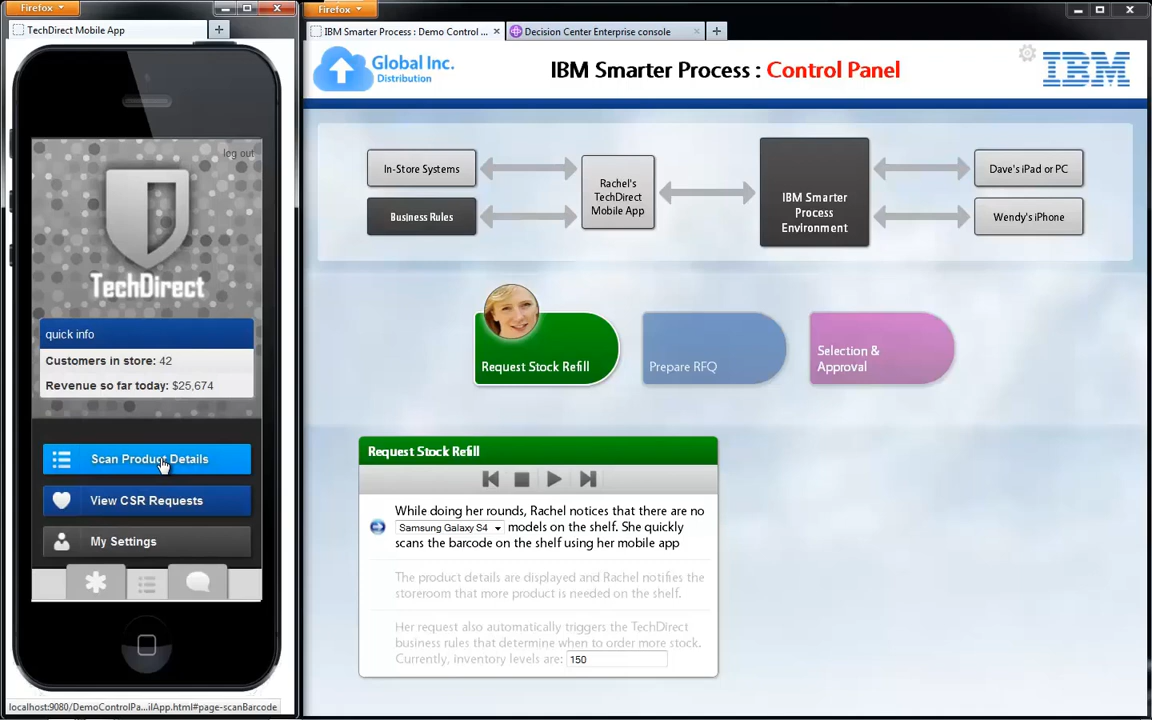 Firefox
TechDirect Mobile App
log out
TechDirect
quick info
Customers in store: 42
Revenue so far today: $25,674
Scan Product Details
View CSR Requests
My Settings
localhost:9080/DemoControlPa...ilApp.html#page-scanBarcode
Firefox
IBM Smarter Process : Demo Control ...
Decision Center Enterprise console
Global Inc.
Distribution
IBM Smarter Process : Control Panel
IBM
In-Store Systems
Business Rules
Rachel's
TechDirect
Mobile App
IBM Smarter
Process
Environment
Dave's iPad or PC
Wendy's iPhone
Request Stock Refill
Prepare RFQ
Selection &
Approval
Request Stock Refill
While doing her rounds, Rachel notices that there are no
Samsung Galaxy S4 models on the shelf. She quickly
scans the barcode on the shelf using her mobile app
The product details are displayed and Rachel notifies the
storeroom that more product is needed on the shelf.
Her request also automatically triggers the TechDirect
business rules that determine when to order more stock.
Currently, inventory levels are: 150